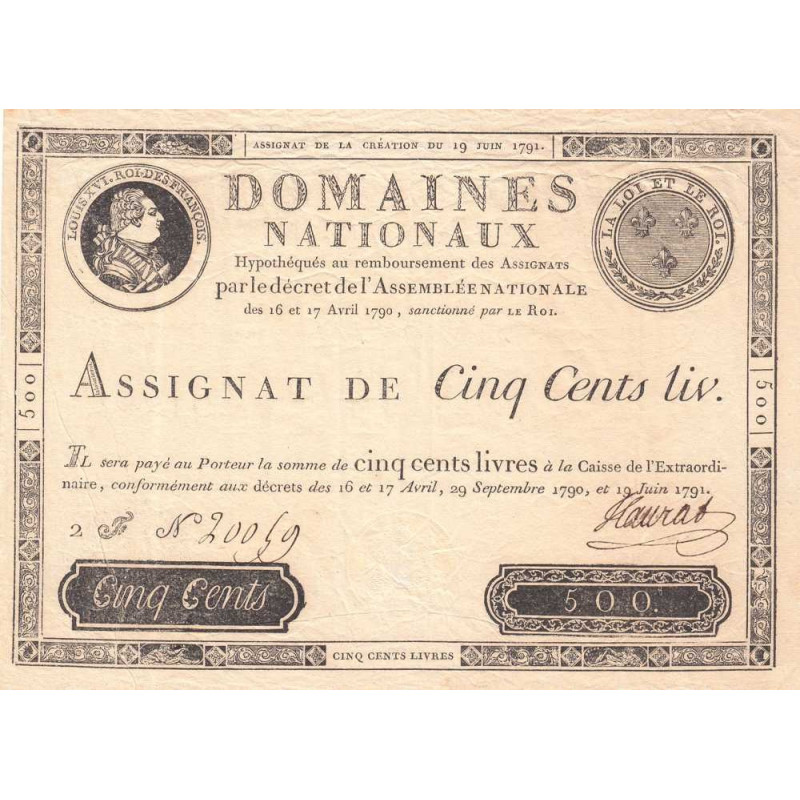 ASSIGNAT DE LA CRÉATION DU 19 JUIN 1791.
LOUIS XVI. ROI DES FRANÇOIS.
DOMAINES
NATIONAUX
LA LOI ET LE ROI.
Hypothéqués au remboursement des ASSIGNATS
par le décret de l'ASSEMBLÉE NATIONALE
des 16 et 17 Avril 1790, sanctionné par LE ROI.
500
ASSIGNAT DE Cinq Cents liv.
500
IL sera payé au Porteur la somme de cinq cents livres à la Caisse de l'Extraordi-
naire, conformément aux décrets des 16 et 17 Avril, 29 Septembre 1790, et 19 Juin 1791.
2 F N 20059
Cinq Cents
500.
CINQ CENTS LIVRES